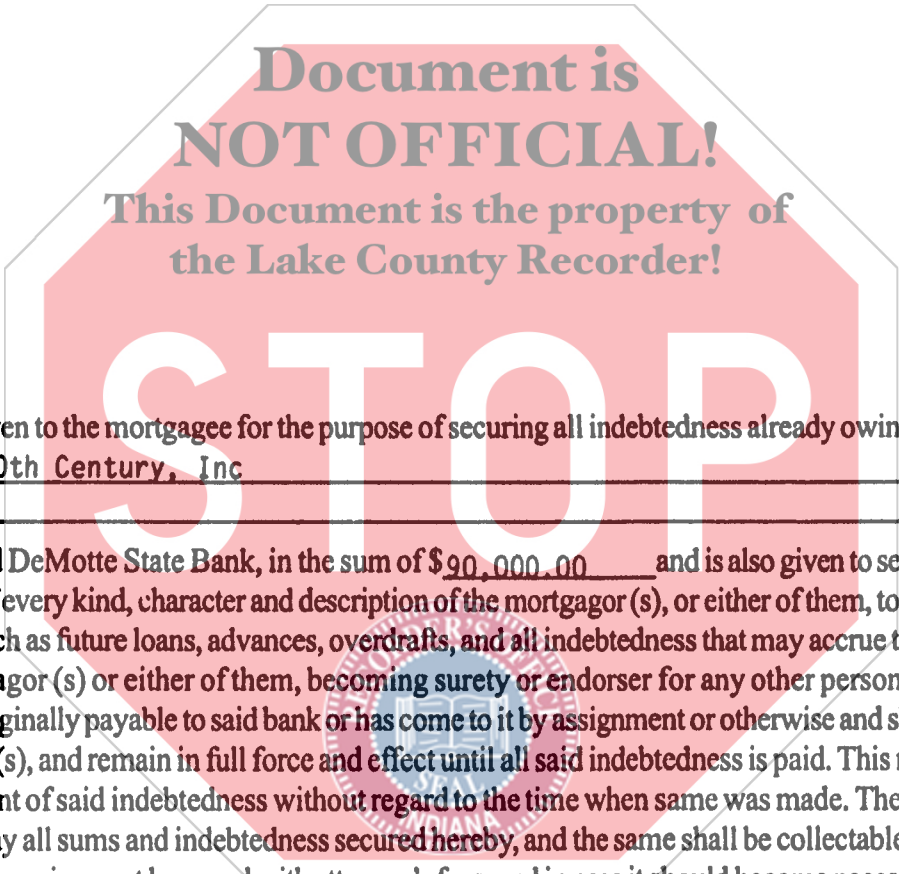 Document is
NOT OFFICIAL!
This Document is the property of
the Lake County Recorder!
STOP
en to the mortgagee for the purpose of securing all indebtedness already owin
0th Century, Inc
DeMotte State Bank, in the sum of $90,000.00 and is also given to se
every kind, character and description of the mortgagor (s), or either of them, to
ch as future loans, advances, overdrafts, and all indebtedness that may accrue t
agor (s) or either of them, becoming surety or endorser for any other person
ginally payable to said bank or has come to it by assignment or otherwise and s
(s), and remain in full force and effect until all said indebtedness is paid. This
nt of said indebtedness without regard to the time when same was made. The
y all sums and indebtedness secured hereby, and the same shall be collectable
RECORDER'S OFFICE
SEAL
INDIANA